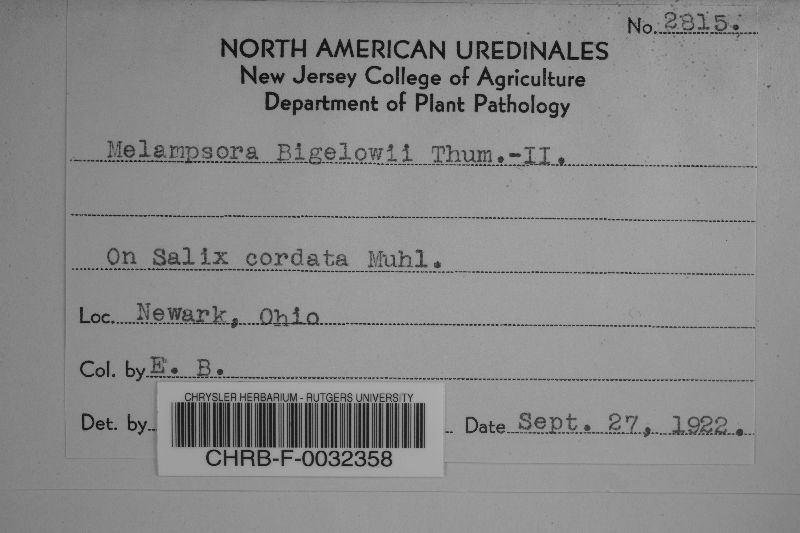 No. 2815.
NORTH AMERICAN UREDINALES
New Jersey College of Agriculture
Department of Plant Pathology
Melampsora Bigelowii Thum.-II.
On Salix cordata Muhl.
Loc. Newark, Ohio
Col. by E. B.
Det. by Date Sept. 27, 1922.
CHRYSLER HERBARIUM - RUTGERS UNIVERSITY
CHRB-F-0032358